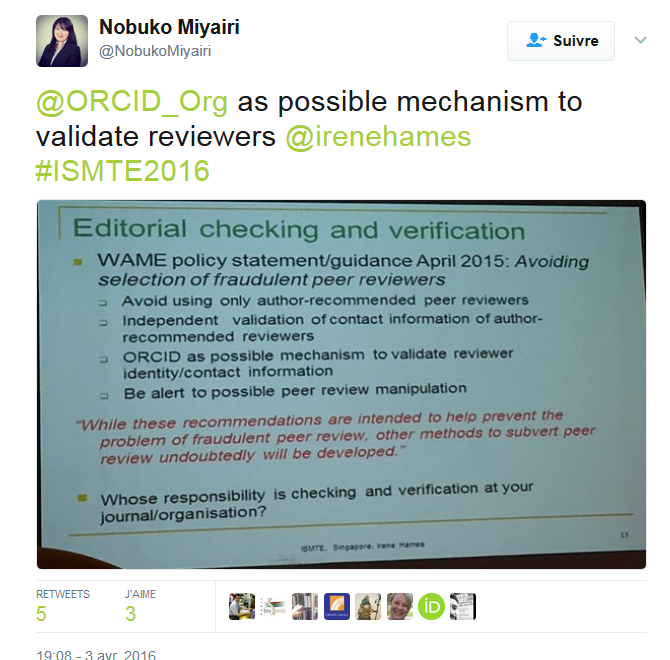 Nobuko Miyairi
@NobukoMiyairi
Suivre
@ORCID_Org as possible mechanism to
validate reviewers @irenehames
#ISMTE2016
Editorial checking and verification
WAME policy statement/guidance April 2015: Avoiding
selection of fraudulent peer reviewers
Avoid using only author-recommended peer reviewers
Independent validation of contact information of author-
recommended reviewers
ORCID as possible mechanism to validate reviewer
identity/contact information
Be alert to possible peer review manipulation
"While these recommendations are intended to help prevent the
problem of fraudulent peer review, other methods to subvert peer
review undoubtedly will be developed."
Whose responsibility is checking and verification at your
journal/organisation?
ISMTE, Singapore, Irene Hames
13
RETWEETS
J'AIME
5
3
iD
19:08 - 3 avr. 2016